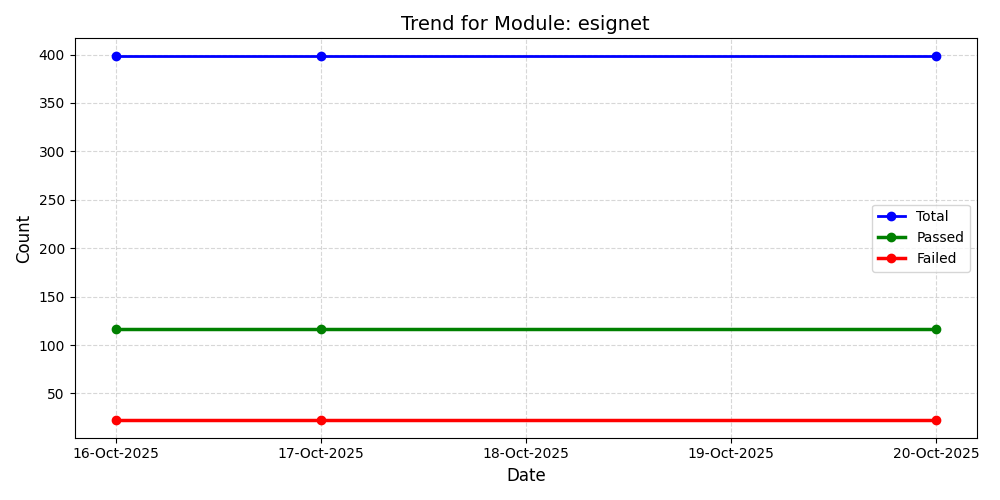 Trend for Module: esignet
400
350
300
250
200
150
100
50
Count
Total
Passed
Failed
16-Oct-2025
17-Oct-2025
18-Oct-2025
19-Oct-2025
20-Oct-2025
Date